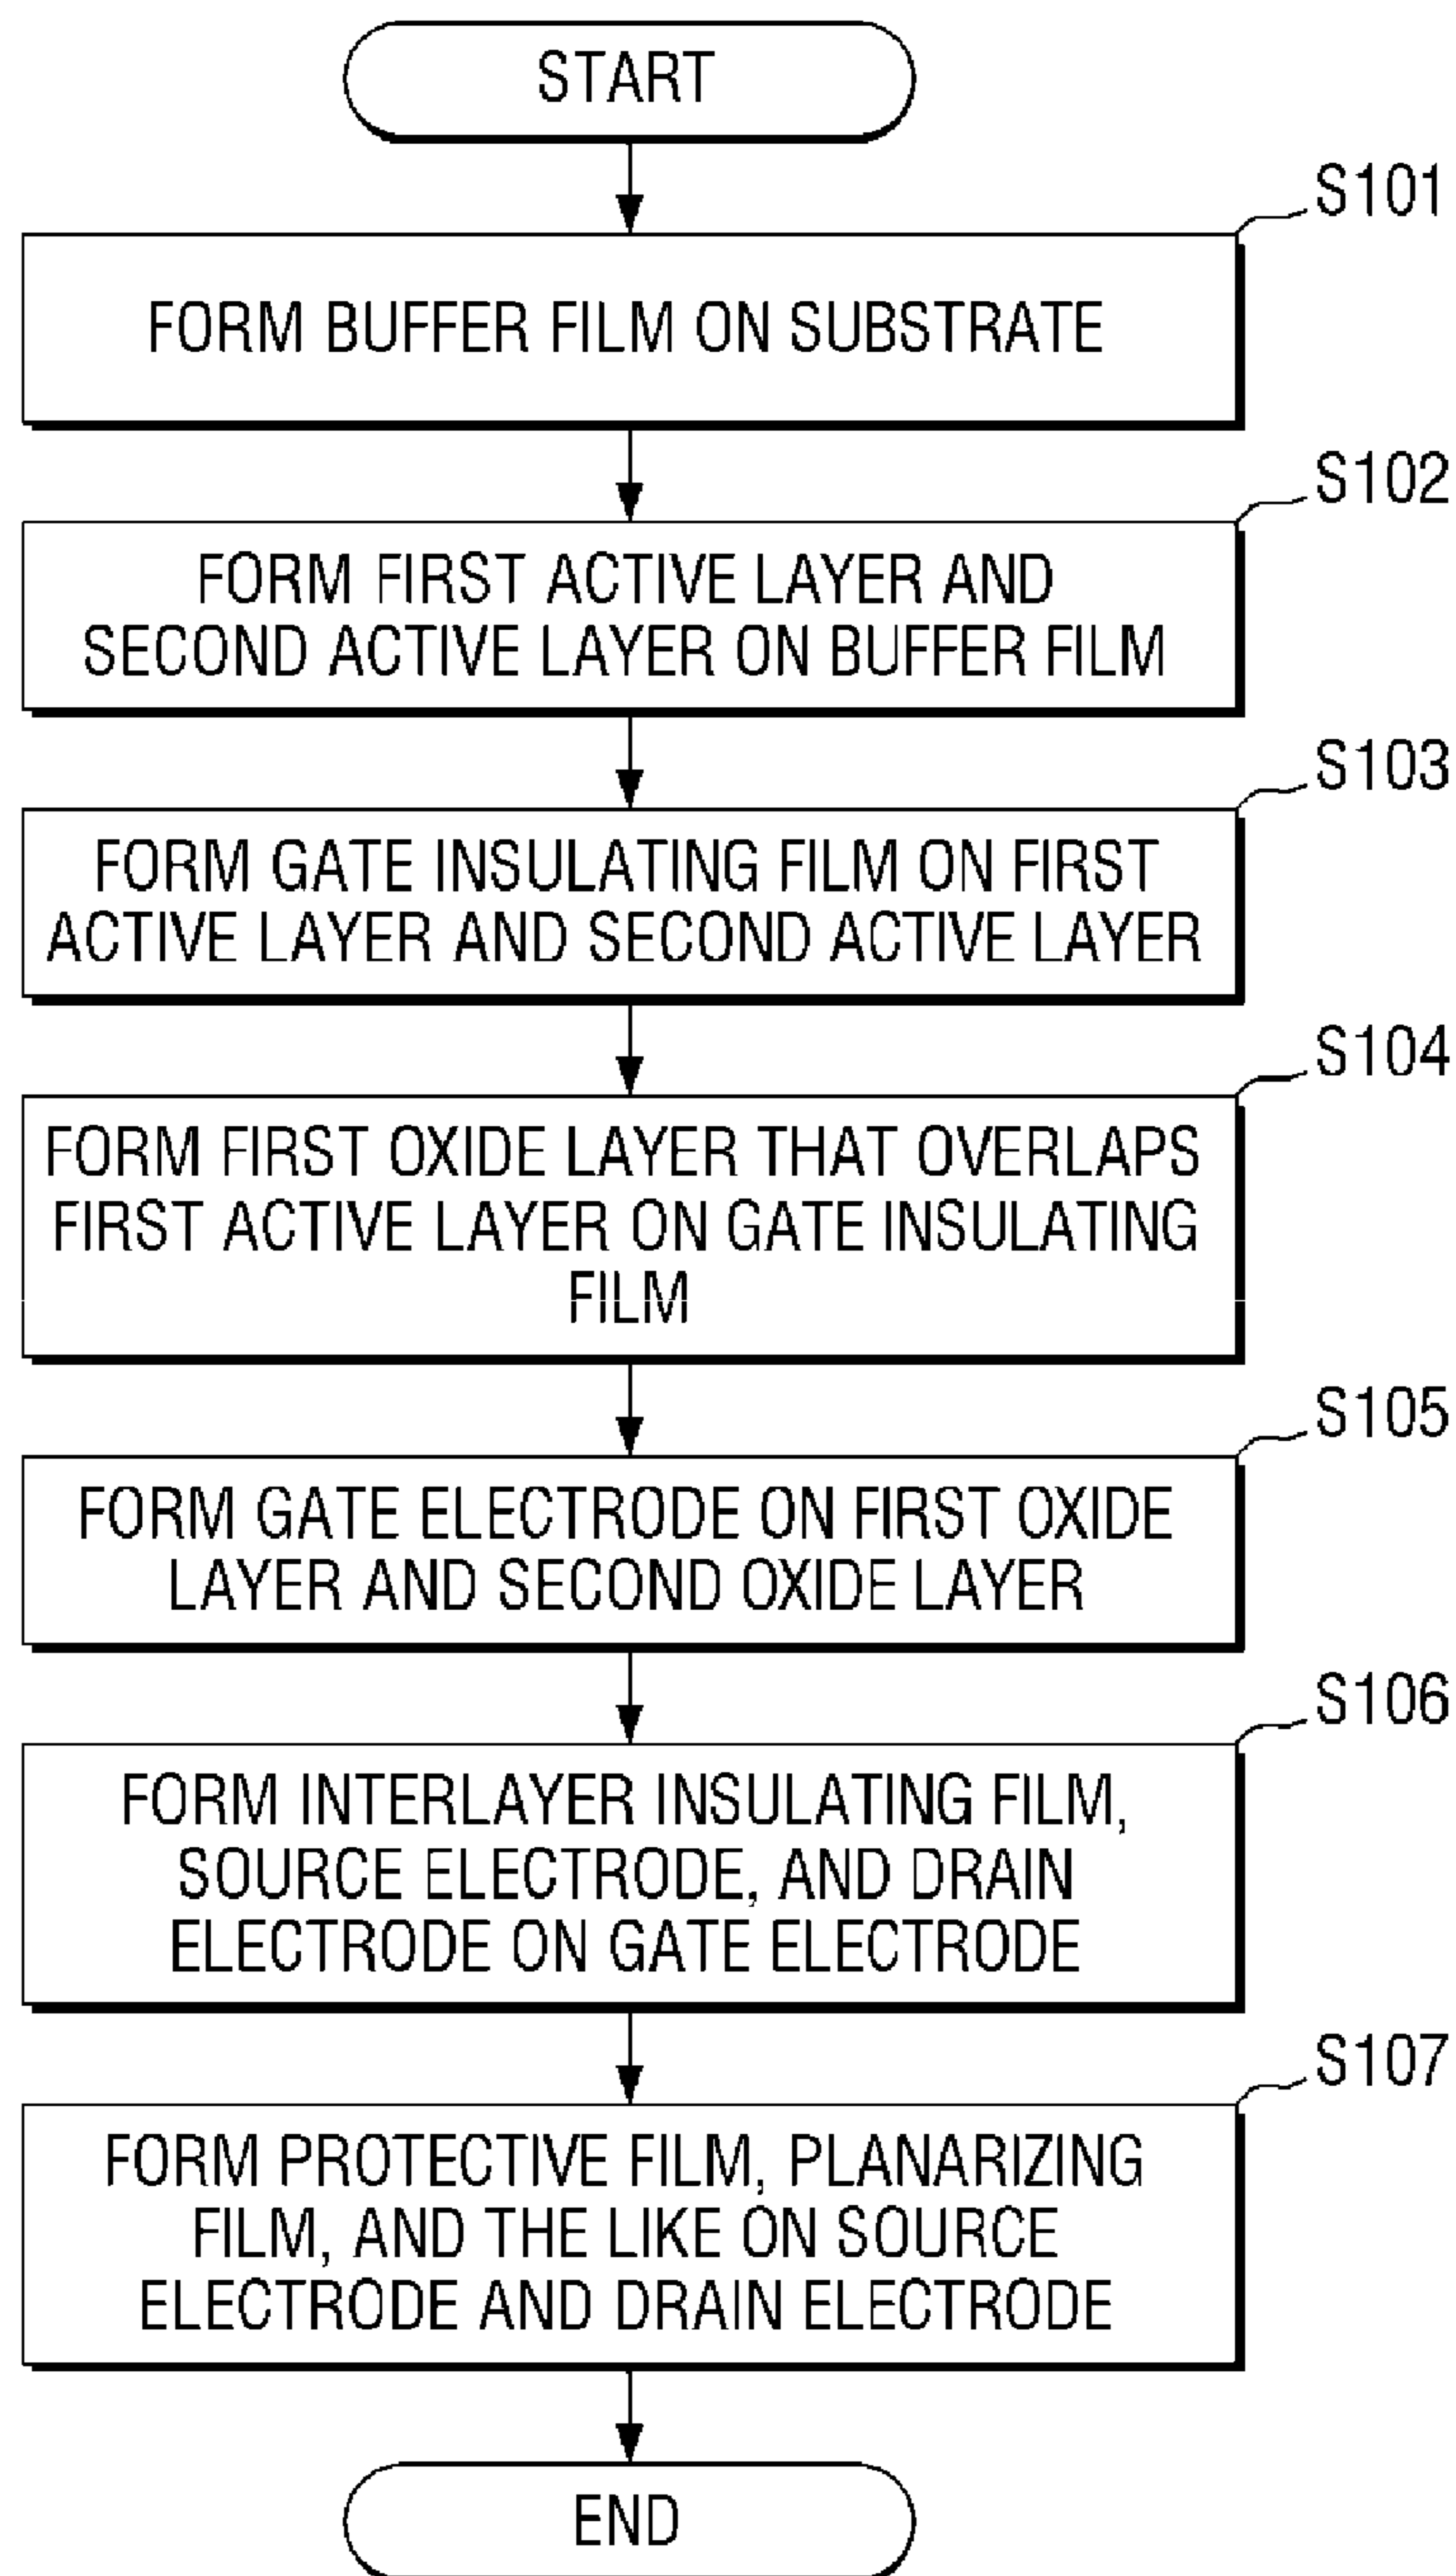 START
S101
FORM BUFFER FILM ON SUBSTRATE
S102
FORM FIRST ACTIVE LAYER AND
SECOND ACTIVE LAYER ON BUFFER FILM
S103
FORM GATE INSULATING FILM ON FIRST
ACTIVE LAYER AND SECOND ACTIVE LAYER
S104
FORM FIRST OXIDE LAYER THAT OVERLAPS
FIRST ACTIVE LAYER ON GATE INSULATING
FILM
S105
FORM GATE ELECTRODE ON FIRST OXIDE
LAYER AND SECOND OXIDE LAYER
S106
FORM INTERLAYER INSULATING FILM,
SOURCE ELECTRODE, AND DRAIN
ELECTRODE ON GATE ELECTRODE
S107
FORM PROTECTIVE FILM, PLANARIZING
FILM, AND THE LIKE ON SOURCE
ELECTRODE AND DRAIN ELECTRODE
END